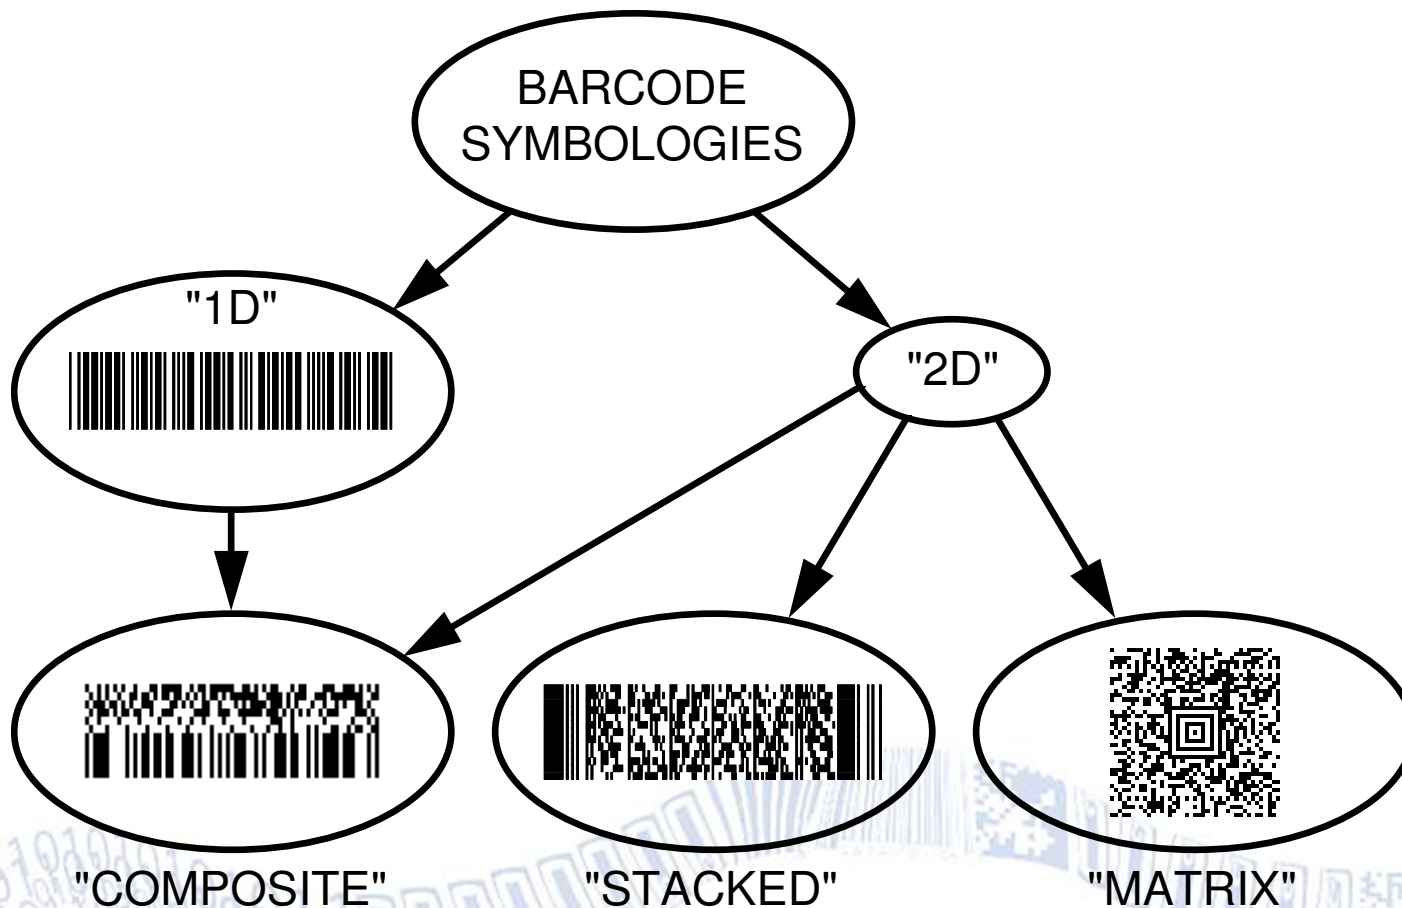 BARCODE
SYMBOLOGIES
"1D"
"2D"
"COMPOSITE"
"STACKED"
"MATRIX"